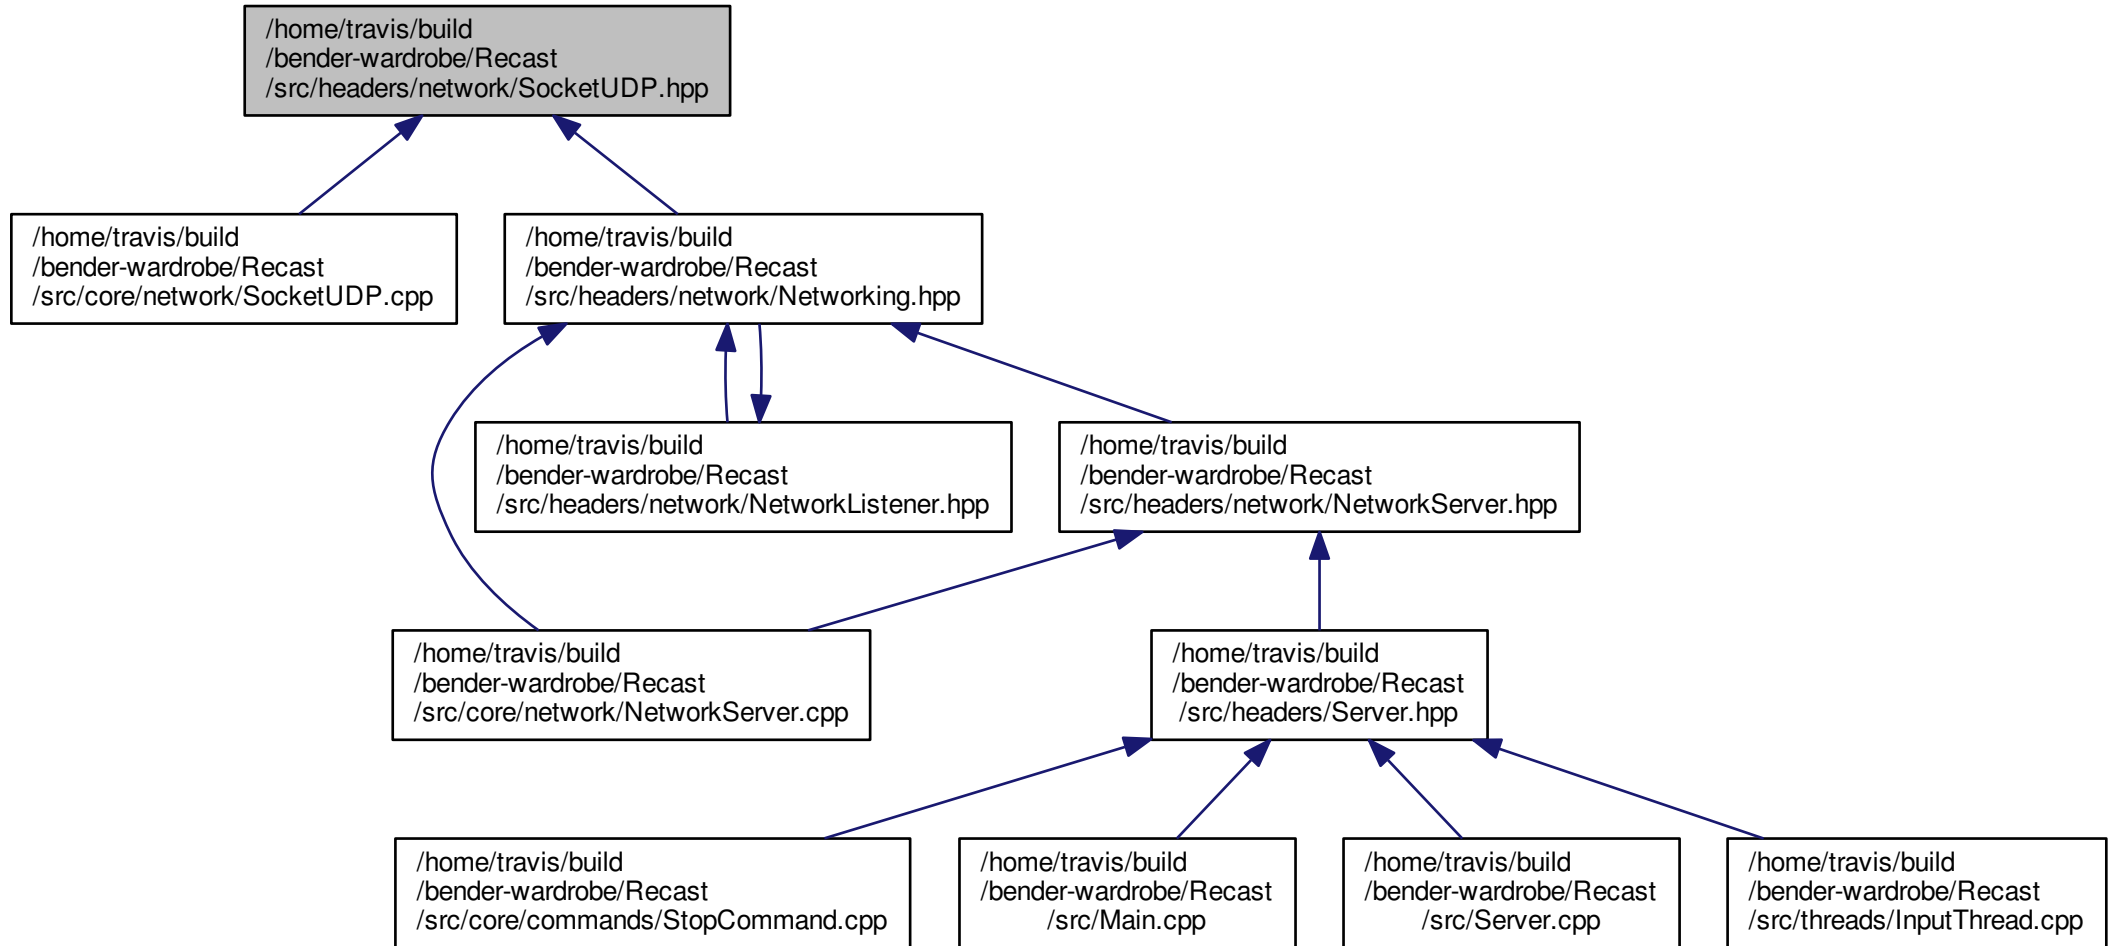 /home/travis/build
/bender-wardrobe/Recast
/src/headers/network/SocketUDP.hpp
/home/travis/build
/bender-wardrobe/Recast
/src/core/network/SocketUDP.cpp
/home/travis/build
/bender-wardrobe/Recast
/src/headers/network/Networking.hpp
/home/travis/build
/bender-wardrobe/Recast
/src/headers/network/NetworkListener.hpp
/home/travis/build
/bender-wardrobe/Recast
/src/headers/network/NetworkServer.hpp
/home/travis/build
/bender-wardrobe/Recast
/src/core/network/NetworkServer.cpp
/home/travis/build
/bender-wardrobe/Recast
/src/headers/Server.hpp
/home/travis/build
/bender-wardrobe/Recast
/src/core/commands/StopCommand.cpp
/home/travis/build
/bender-wardrobe/Recast
/src/Main.cpp
/home/travis/build
/bender-wardrobe/Recast
/src/Server.cpp
/home/travis/build
/bender-wardrobe/Recast
/src/threads/InputThread.cpp